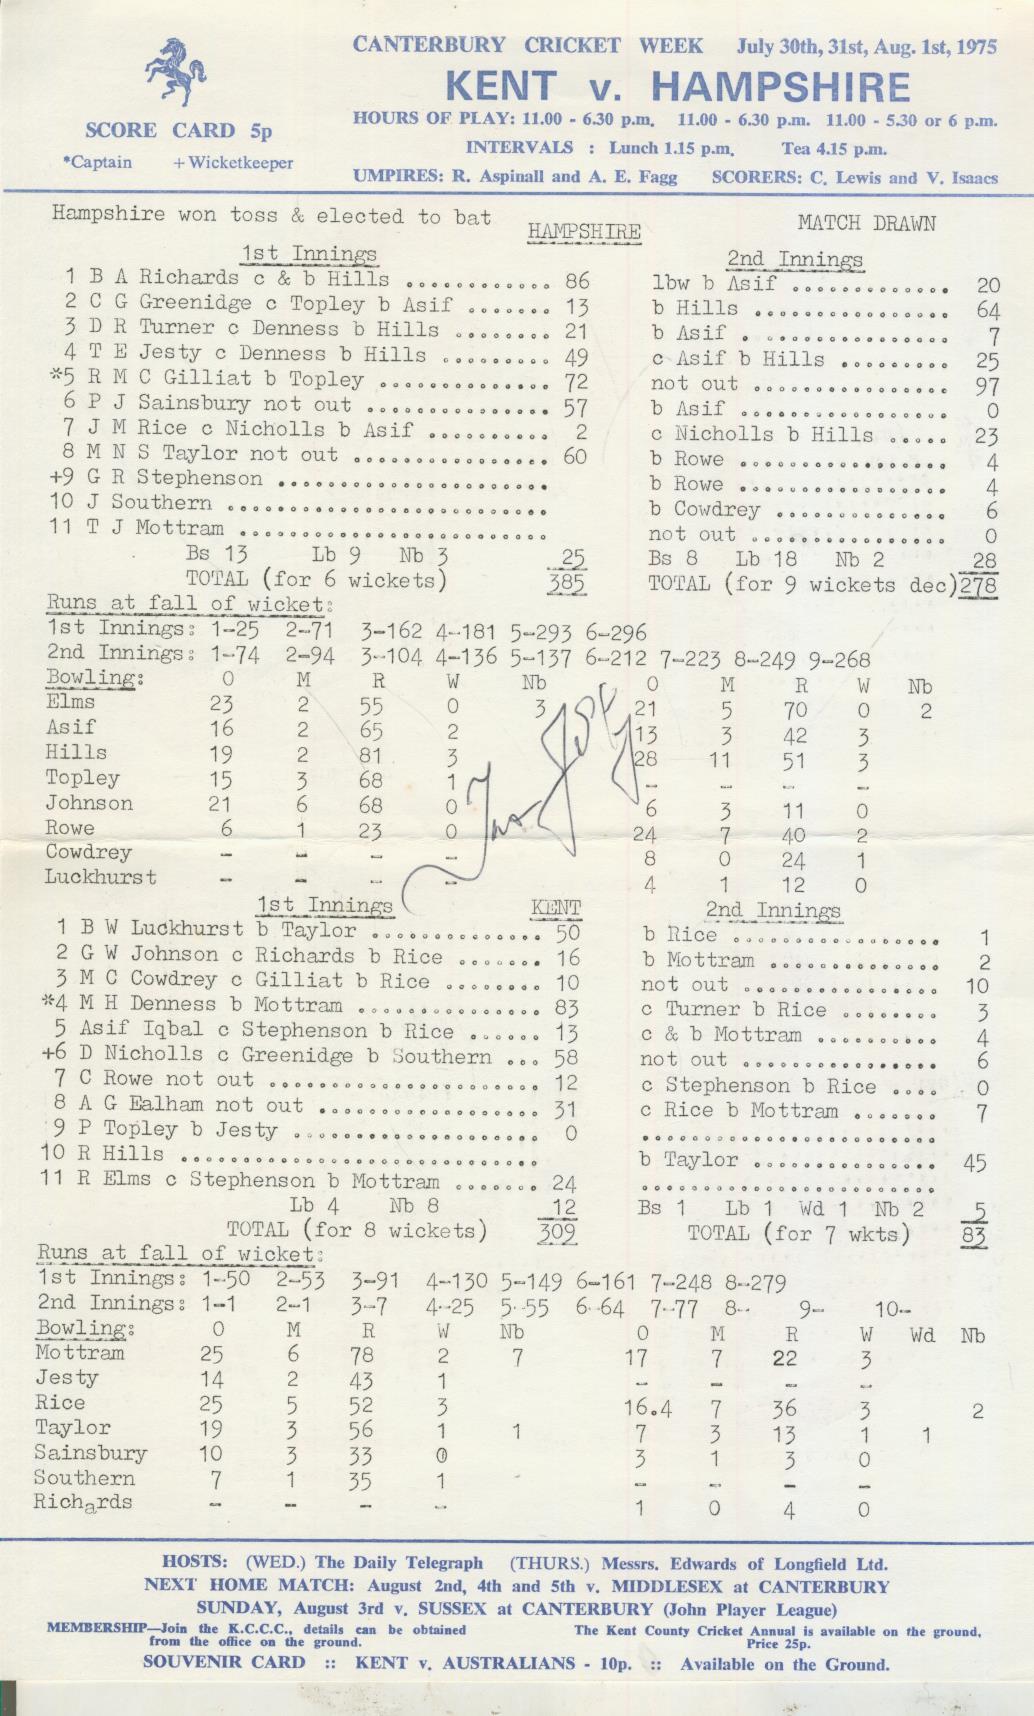 CANTERBURY CRICKET WEEK July 30th, 31st, Aug. 1st, 1975
KENT v. HAMPSHIRE
HOURS OF PLAY: 11.00 - 6.30 p.m. 11.00 - 6.30 p.m. 11.00 - 5.30 or 6 p.m.
SCORE CARD 5p
INTERVALS : Lunch 1.15 p.m. Tea 4.15 p.m.
*Captain + Wicketkeeper
UMPIRES: R. Aspinall and A. E. Fagg SCORERS: C. Lewis and V. Isaacs
Hampshire won toss & elected to bat HAMPSHIRE MATCH DRAWN
1st Innings 2nd Innings
1 B A Richards c & b Hills ............ 86 lbw b Asif ............. 20
2 C G Greenidge c Topley b Asif ....... 13 b Hills ................ 64
3 D R Turner c Denness b Hills ........ 21 b Asif . ............... 7
4 T E Jesty c Denness b Hills ........ 49 c Asif b Hills ......... 25
*5 R M C Gilliat b Topley .............. 72 not out ................ 97
6 P J Sainsbury not out ............... 57 b Asif ................. 0
7 J M Rice c Nicholls b Asif .......... 2 c Nicholls b Hills ..... 23
8 M N S Taylor not out ................ 60 b Rowe ................. 4
+9 G R Stephenson ...................... b Rowe ................. 4
10 J Southern .......................... b Cowdrey .............. 6
11 T J Mottram ......................... not out ................ 0
Bs 13 Lb 9 Nb 3 25 Bs 8 Lb 18 Nb 2 28
TOTAL (for 6 wickets) 385 TOTAL (for 9 wickets dec)278
Runs at fall of wicket:
1st Innings: 1-25 2-71 3-162 4-181 5-293 6-296
2nd Innings: 1-74 2-94 3-104 4-136 5-137 6-212 7-223 8-249 9-268
Bowling: O M R W Nb O M R W Nb
Elms 23 2 55 0 3 21 5 70 0 2
Asif 16 2 65 2 13 3 42 3
Hills 19 2 81 3 28 11 51 3
Topley 15 3 68 1 - - - -
Johnson 21 6 68 0 6 3 11 0
Rowe 6 1 23 0 24 7 40 2
Cowdrey - - - - 8 0 24 1
Luckhurst - - - - 4 1 12 0
1st Innings KENT 2nd Innings
1 B W Luckhurst b Taylor .............. 50 b Rice ................. 1
2 G W Johnson c Richards b Rice ....... 16 b Mottram .............. 2
3 M C Cowdrey c Gilliat b Rice ........ 10 not out ................ 10
*4 M H Denness b Mottram ............... 83 c Turner b Rice ........ 3
5 Asif Iqbal c Stephenson b Rice ...... 13 c & b Mottram .......... 4
+6 D Nicholls c Greenidge b Southern ... 58 not out ................ 6
7 C Rowe not out ...................... 12 c Stephenson b Rice .... 0
8 A G Ealham not out .................. 31 c Rice b Mottram ....... 7
9 P Topley b Jesty .................... 0 ........................
10 R Hills ............................. b Taylor ............... 45
11 R Elms c Stephenson b Mottram ....... 24 ........................
Lb 4 Nb 8 12 Bs 1 Lb 1 Wd 1 Nb 2 5
TOTAL (for 8 wickets) 309 TOTAL (for 7 wkts) 83
Runs at fall of wicket:
1st Innings: 1-50 2-53 3-91 4-130 5-149 6-161 7-248 8-279
2nd Innings: 1-1 2-1 3-7 4-25 5-55 6-64 7-77 8- 9- 10-
Bowling: O M R W Nb O M R W Wd Nb
Mottram 25 6 78 2 7 17 7 22 3
Jesty 14 2 43 1 - - - -
Rice 25 5 52 3 16.4 7 36 3 2
Taylor 19 3 56 1 1 7 3 13 1 1
Sainsbury 10 3 33 0 3 1 3 0
Southern 7 1 35 1 - - - -
Richards - - - - 1 0 4 0
HOSTS: (WED.) The Daily Telegraph (THURS.) Messrs. Edwards of Longfield Ltd.
NEXT HOME MATCH: August 2nd, 4th and 5th v. MIDDLESEX at CANTERBURY
SUNDAY, August 3rd v. SUSSEX at CANTERBURY (John Player League)
MEMBERSHIP—Join the K.C.C.C., details can be obtained The Kent County Cricket Annual is available on the ground,
from the office on the ground. Price 25p.
SOUVENIR CARD :: KENT v. AUSTRALIANS - 10p. :: Available on the Ground.